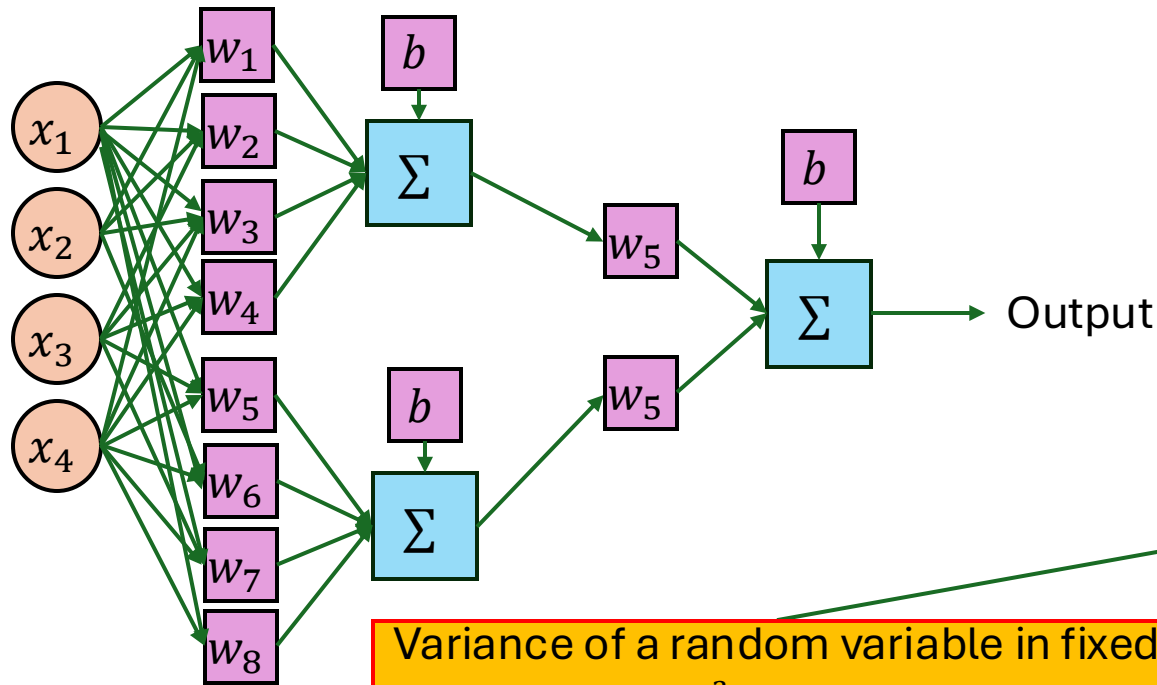 x₁
x₂
x₃
x₄
w₁
w₂
w₃
w₄
w₅
w₆
w₇
w₈
b
Σ
b
Σ
w₅
w₅
b
Σ
Output
Variance of a random variable in fixed